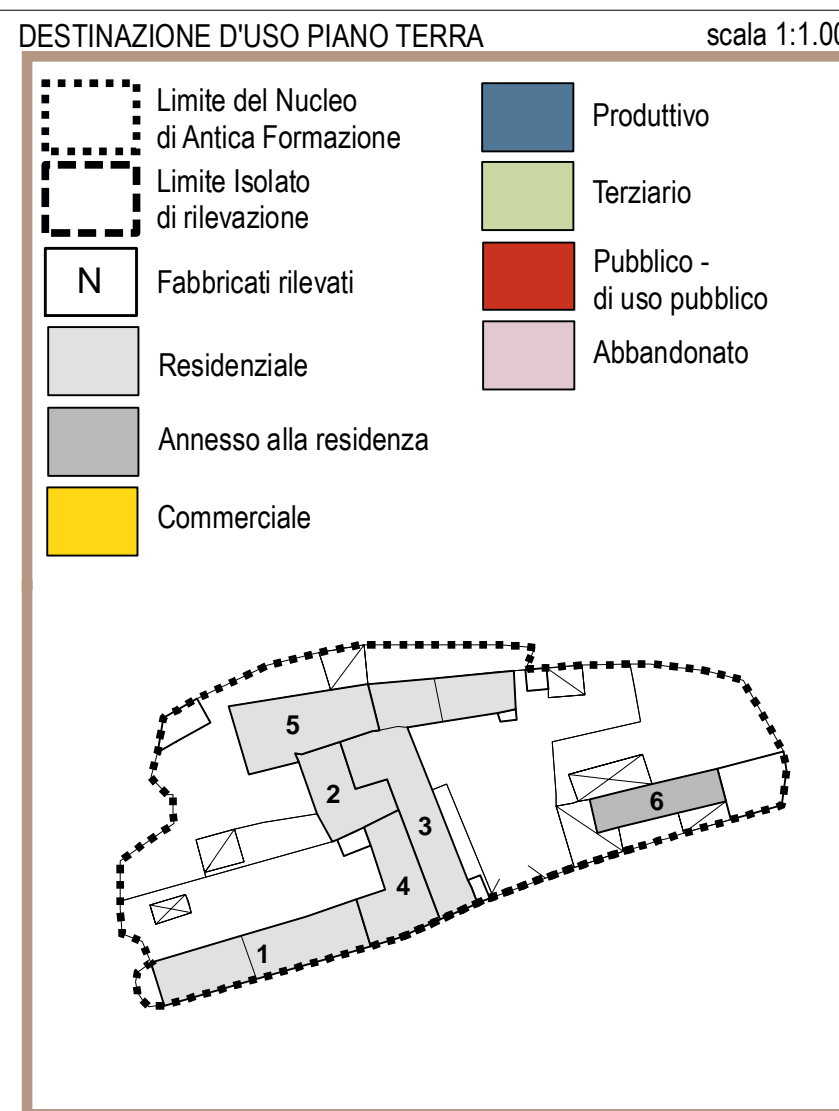 DESTINAZIONE D'USO PIANO TERRA
scala 1:1.00
Limite del Nucleo
di Antica Formazione
Limite Isolato
di rilevazione
N
Fabbricati rilevati
Residenziale
Annesso alla residenza
Commerciale
Produttivo
Terziario
Pubblico -
di uso pubblico
Abbandonato
5
2
3
6
4
1